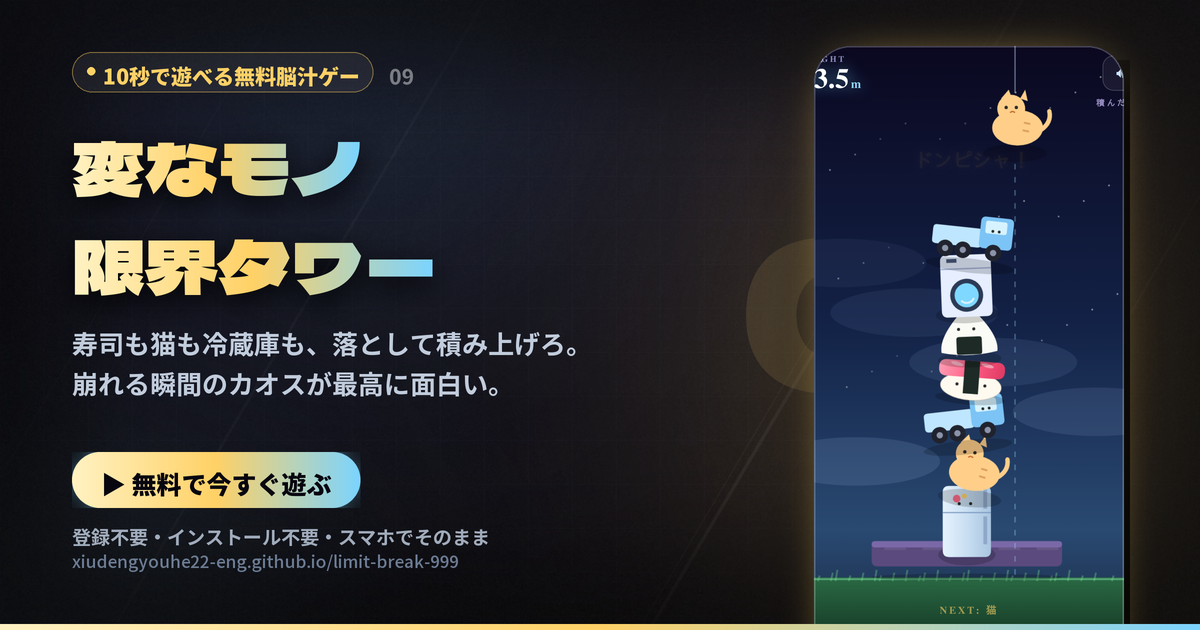 10秒で遊べる無料脳汁ゲー
09
変なモノ
限界タワー
寿司も猫も冷蔵庫も、落として積み上げろ。
崩れる瞬間のカオスが最高に面白い。
▶ 無料で今すぐ遊ぶ
登録不要・インストール不要・スマホでそのまま
xiudengyouhe22-eng.github.io/limit-break-999
GHT
3.5m
積んだ
ドンピシャ！
NEXT: 猫